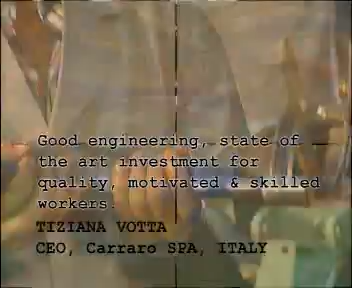 Good engineering, state of
the art investment for
quality, motivated & skilled
workers.
TIZIANA VOTTA
CEO, Carraro SPA, ITALY